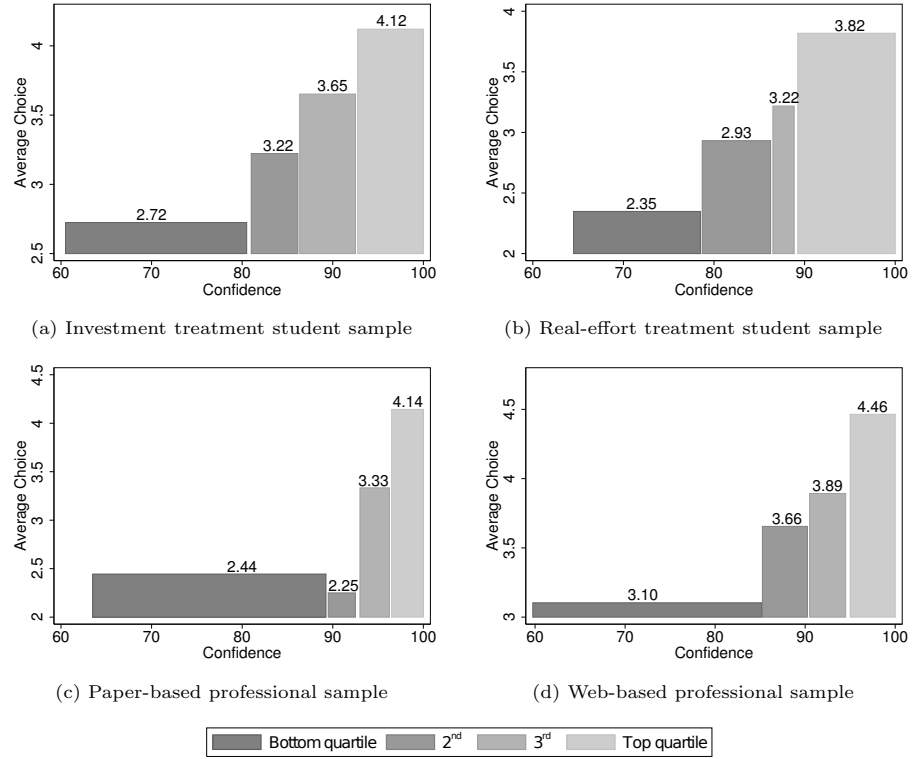 4.12
3.65
3.22
2.72
Average Choice
2.5 3 3.5 4
60 70 80 90 100
Confidence
(a) Investment treatment student sample
3.82
3.22
2.93
2.35
Average Choice
2 2.5 3 3.5 4
60 70 80 90 100
Confidence
(b) Real-effort treatment student sample
4.14
3.33
2.44
2.25
Average Choice
2 2.5 3 3.5 4 4.5
60 70 80 90 100
Confidence
(c) Paper-based professional sample
4.46
3.89
3.66
3.10
Average Choice
3 3.5 4 4.5
60 70 80 90 100
Confidence
(d) Web-based professional sample
Bottom quartile 2nd 3rd Top quartile